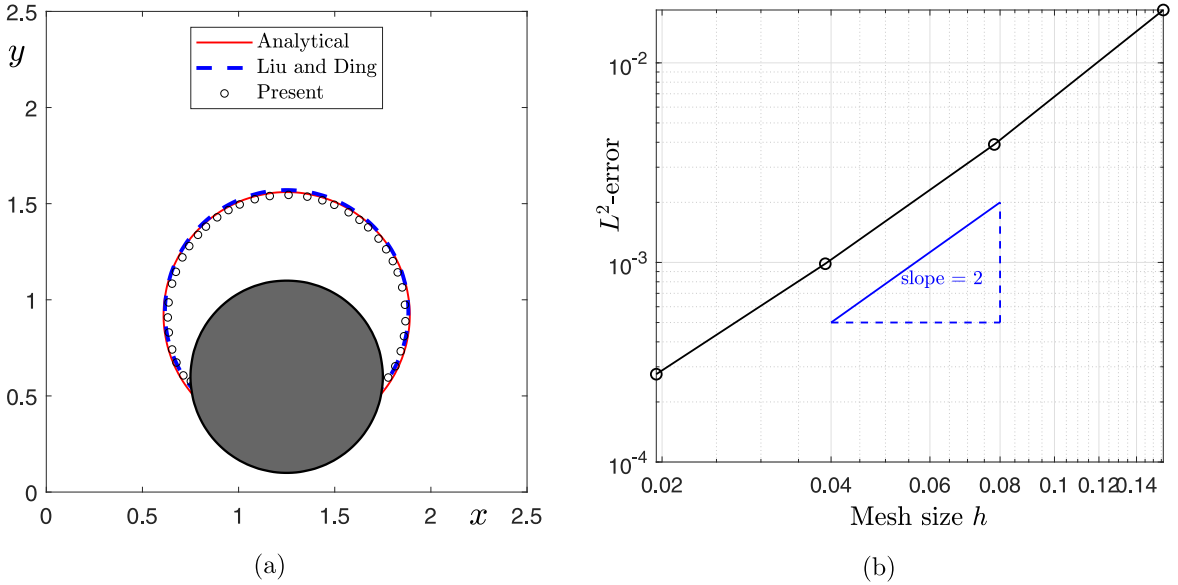 2.5
y
2
1.5
1
0.5
0
0
0.5
1
1.5
2
x
2.5
Analytical
Liu and Ding
Present
(a)
10^-2
10^-3
10^-4
L^2-error
slope = 2
0.02
0.04
0.06
0.08
0.1
0.12
0.14
Mesh size h
(b)